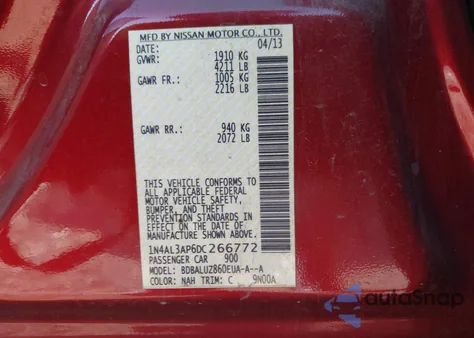 MFD BY NISSAN MOTOR CO., LTD.
DATE: 04/13
GVWR: 1910 KG
4211 LB
GAWR FR: 1005 KG
2216 LB
GAWR RR: 940 KG
2072 LB
THIS VEHICLE CONFORMS TO
ALL APPLICABLE FEDERAL
MOTOR VEHICLE SAFETY,
BUMPER, AND THEFT
PREVENTION STANDARDS
IN EFFECT ON THE DATE OF
MANUFACTURE SHOWN ABOVE.
1N4AL3AP6DC266772
PASSENGER CAR 900
MODEL: BDBALUZ860EUA-A--A
COLOR: NAH TRIM: C 9N00A
autoSnap